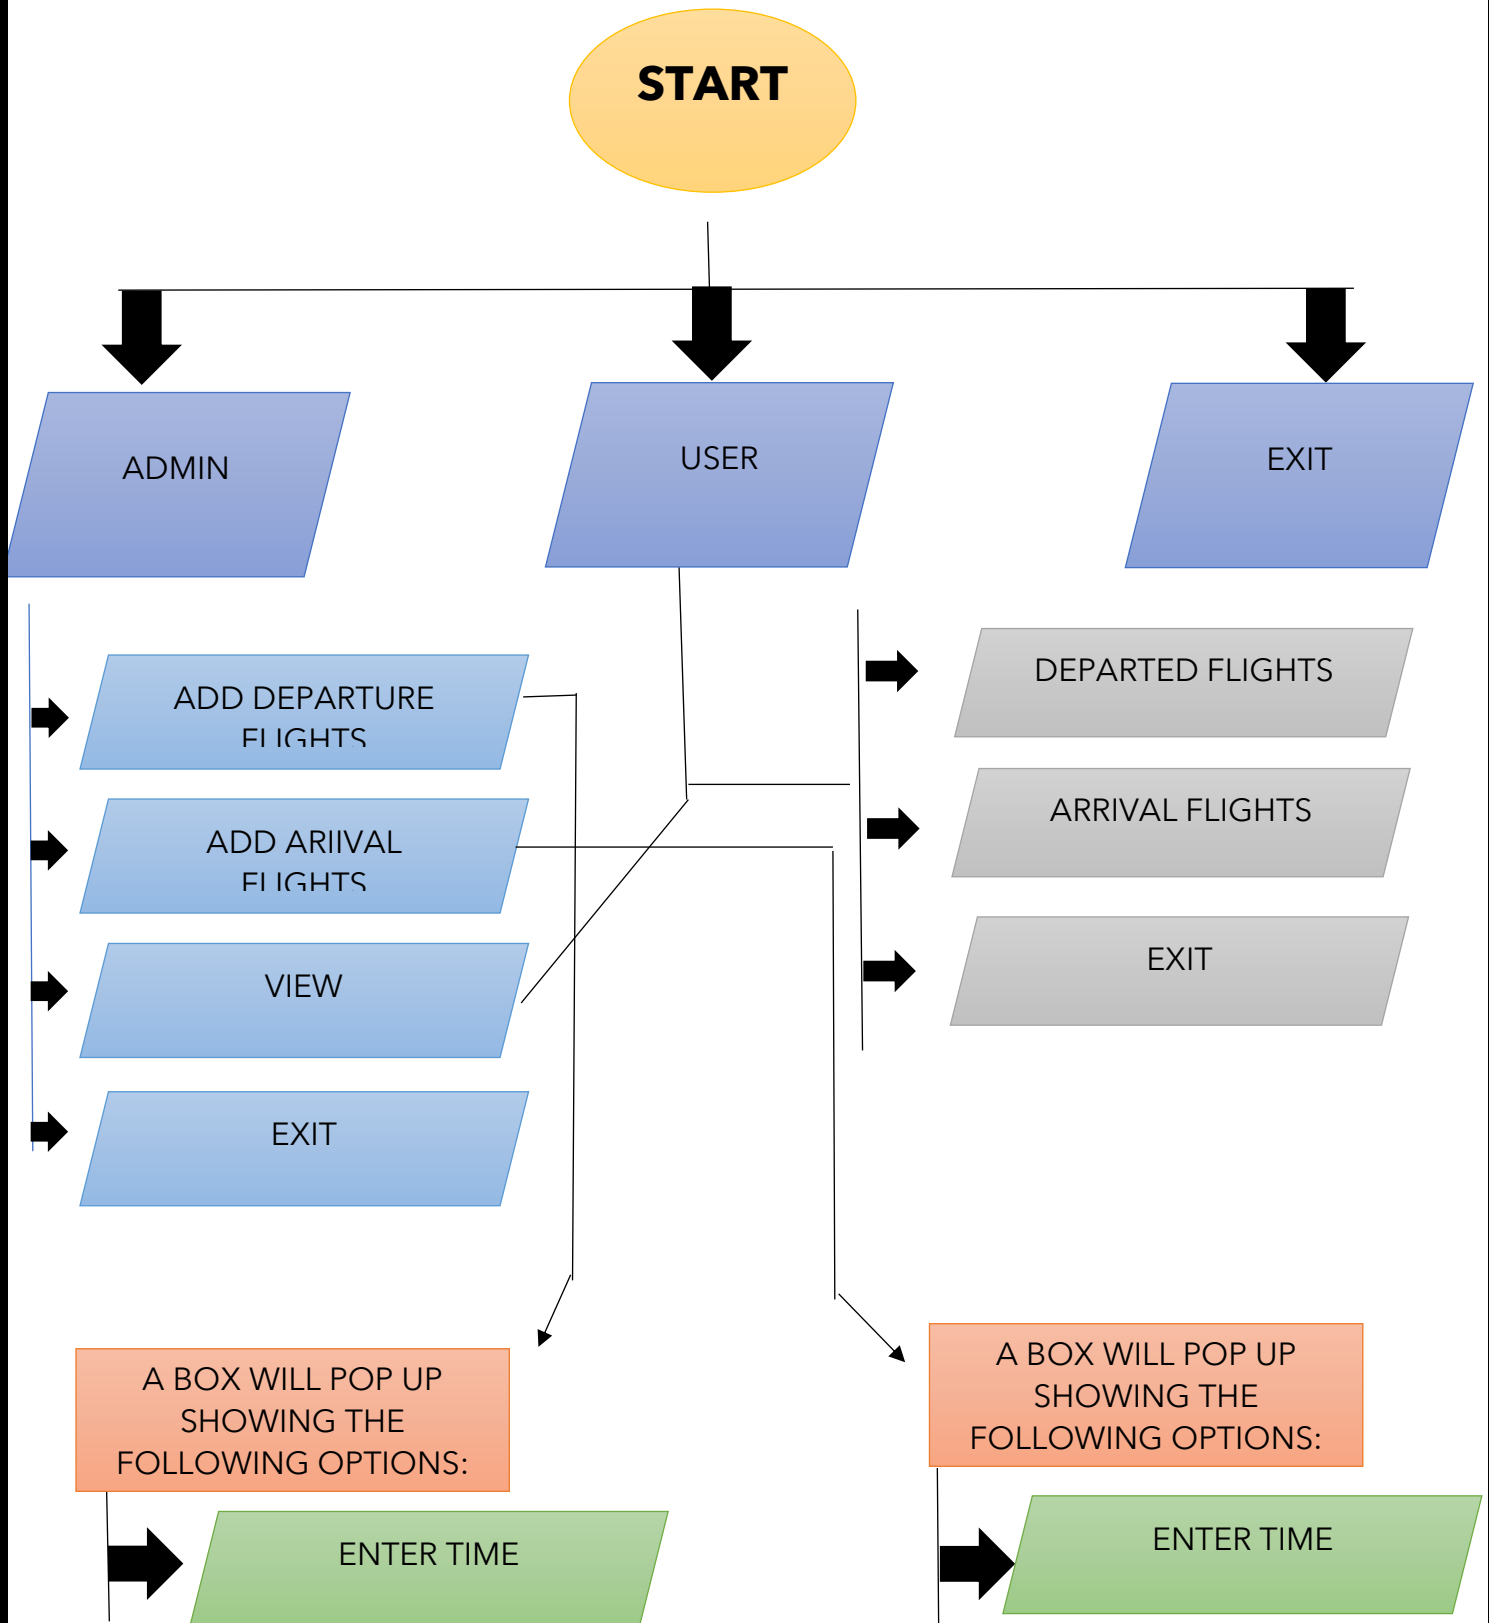 START
ADMIN
USER
EXIT
ADD DEPARTURE
FLIGHTS
ADD ARIIVAL
FLIGHTS
VIEW
EXIT
DEPARTED FLIGHTS
ARRIVAL FLIGHTS
EXIT
A BOX WILL POP UP
SHOWING THE
FOLLOWING OPTIONS:
ENTER TIME
A BOX WILL POP UP
SHOWING THE
FOLLOWING OPTIONS:
ENTER TIME